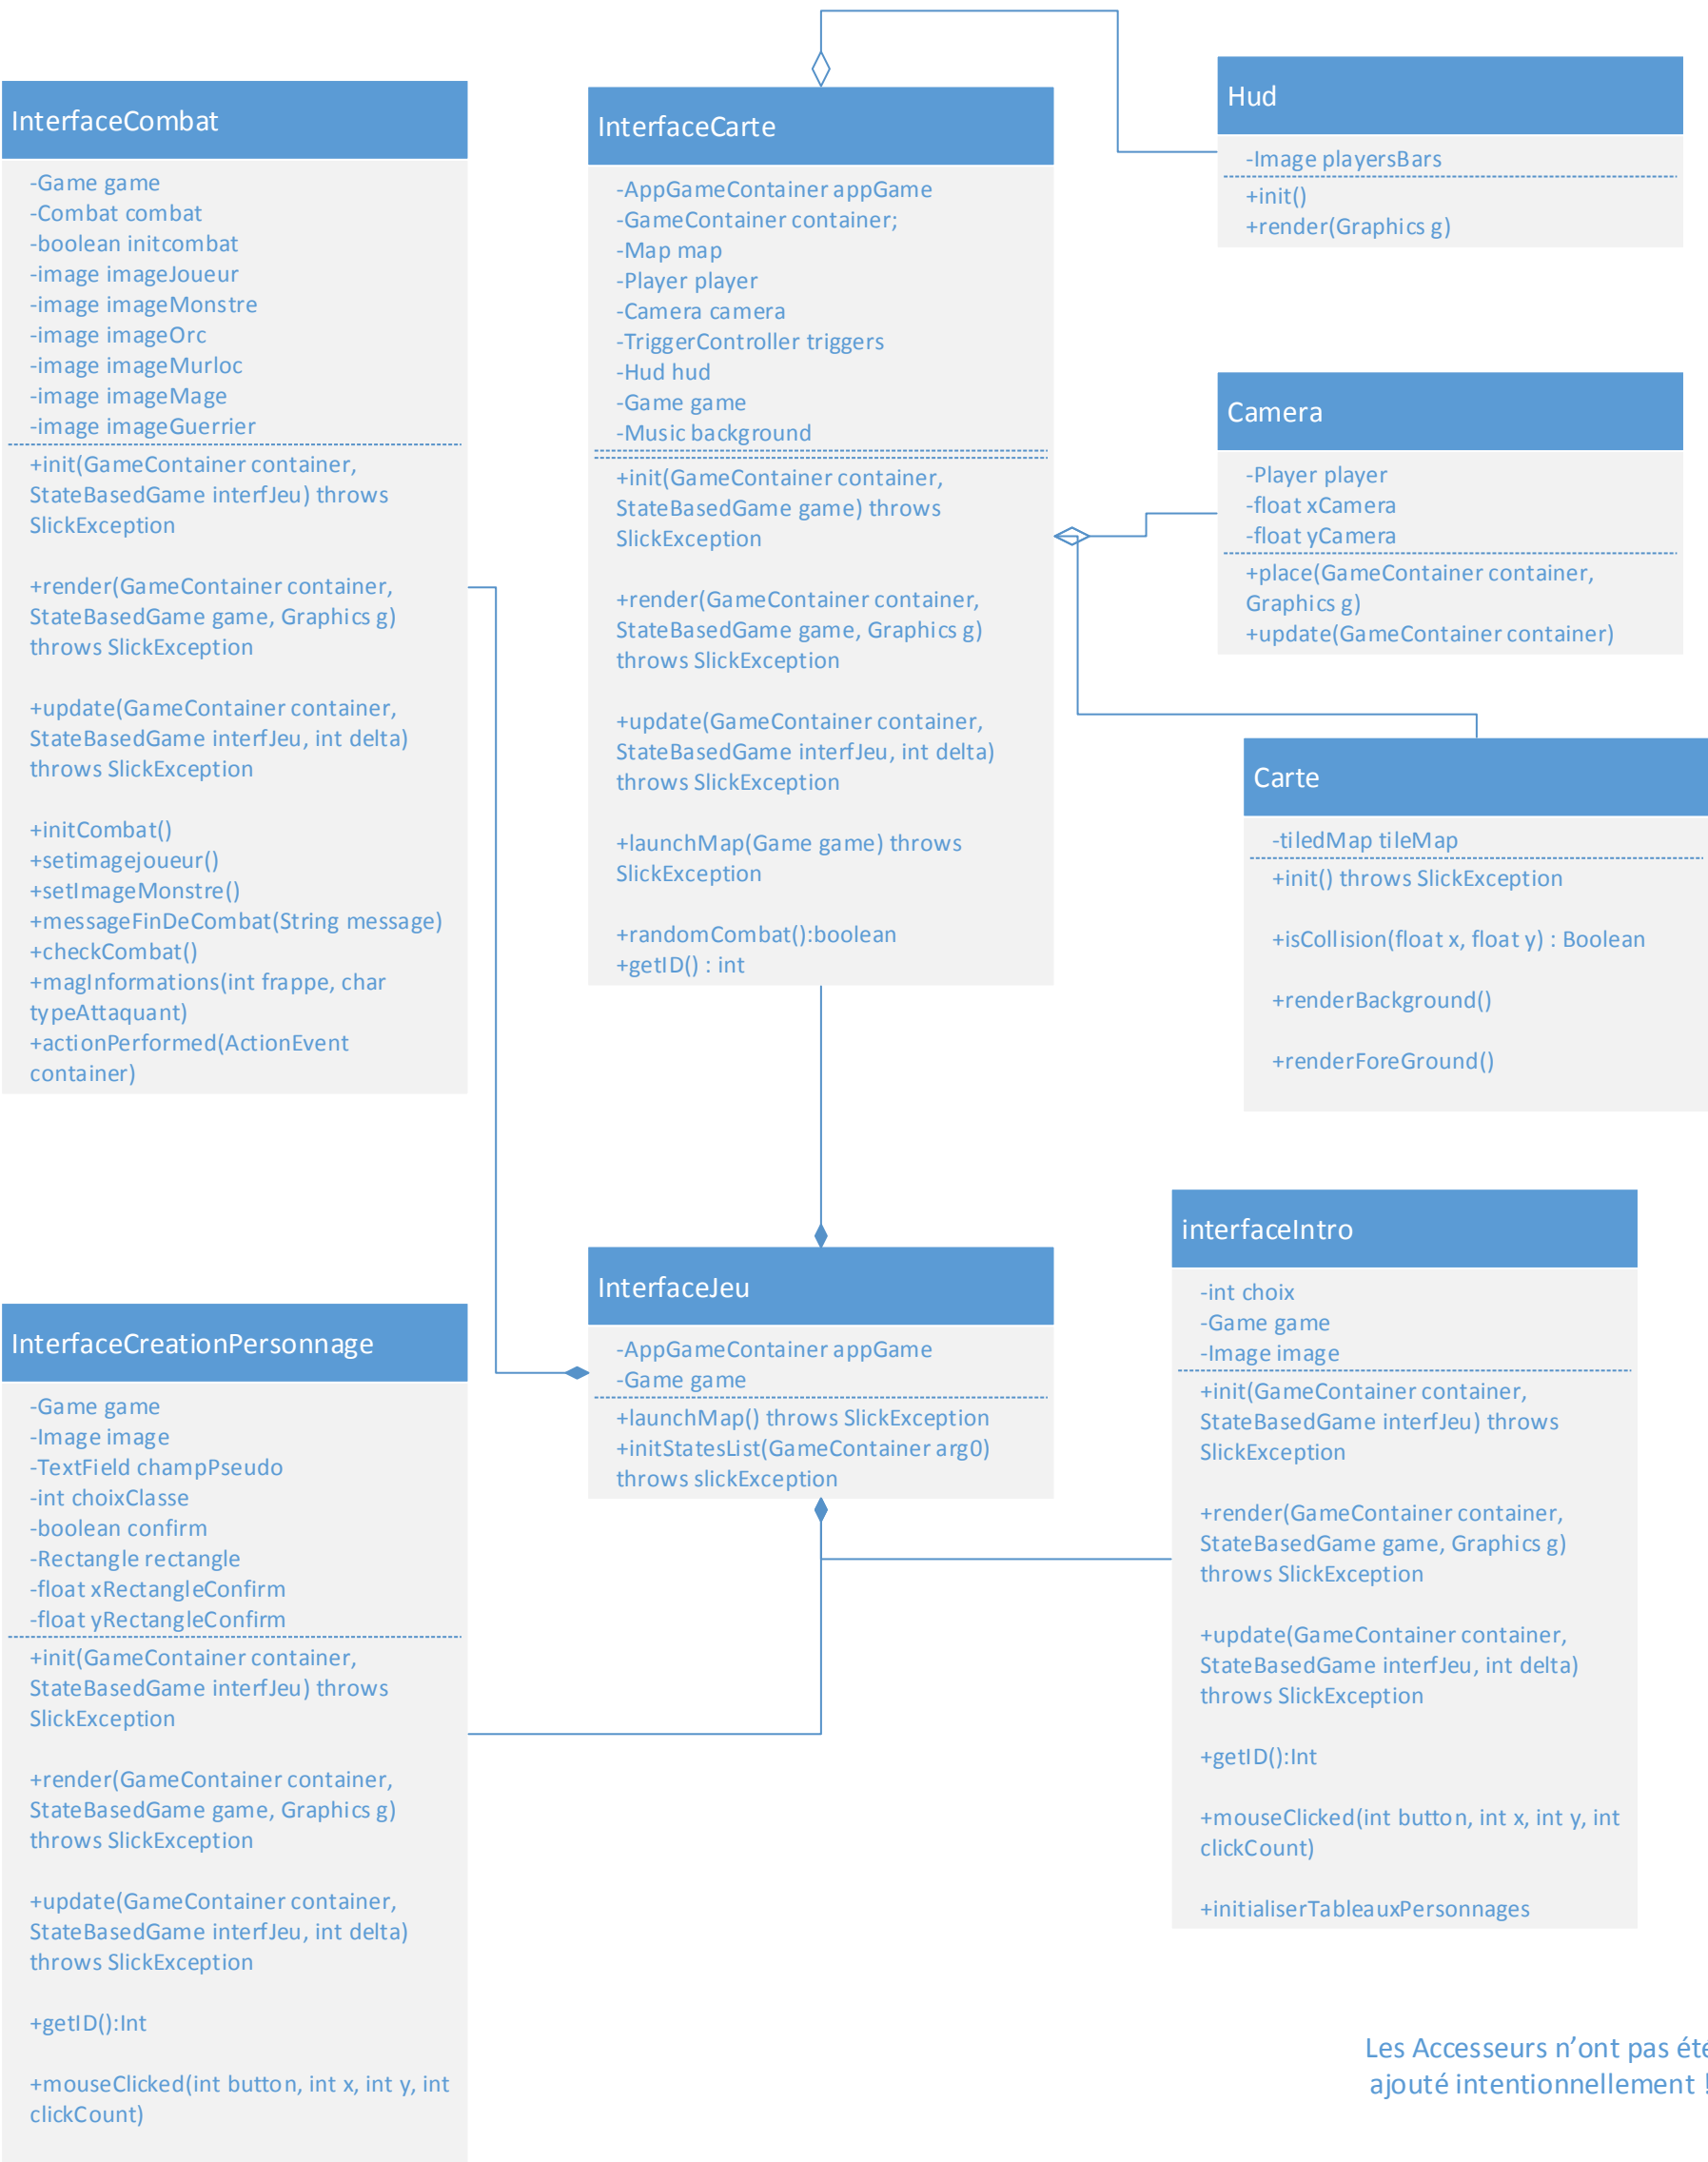 InterfaceCombat
-Game game
-Combat combat
-boolean initcombat
-image imageJoueur
-image imageMonstre
-image imageOrc
-image imageMurloc
-image imageMage
-image imageGuerrier
+init(GameContainer container,
StateBasedGame interfJeu) throws
SlickException
+render(GameContainer container,
StateBasedGame game, Graphics g)
throws SlickException
+update(GameContainer container,
StateBasedGame interfJeu, int delta)
throws SlickException
+initCombat()
+setimagejoueur()
+setImageMonstre()
+messageFinDeCombat(String message)
+checkCombat()
+magInformations(int frappe, char
typeAttaquant)
+actionPerformed(ActionEvent
container)
InterfaceCarte
-AppGameContainer appGame
-GameContainer container;
-Map map
-Player player
-Camera camera
-TriggerController triggers
-Hud hud
-Game game
-Music background
+init(GameContainer container,
StateBasedGame game) throws
SlickException
+render(GameContainer container,
StateBasedGame game, Graphics g)
throws SlickException
+update(GameContainer container,
StateBasedGame interfJeu, int delta)
throws SlickException
+launchMap(Game game) throws
SlickException
+randomCombat():boolean
+getID() : int
Hud
-Image playersBars
+init()
+render(Graphics g)
Camera
-Player player
-float xCamera
-float yCamera
+place(GameContainer container,
Graphics g)
+update(GameContainer container)
Carte
-tiledMap tileMap
+init() throws SlickException
+isCollision(float x, float y) : Boolean
+renderBackground()
+renderForeGround()
InterfaceCreationPersonnage
-Game game
-Image image
-TextField champPseudo
-int choixClasse
-boolean confirm
-Rectangle rectangle
-float xRectangleConfirm
-float yRectangleConfirm
+init(GameContainer container,
StateBasedGame interfJeu) throws
SlickException
+render(GameContainer container,
StateBasedGame game, Graphics g)
throws SlickException
+update(GameContainer container,
StateBasedGame interfJeu, int delta)
throws SlickException
+getID():Int
+mouseClicked(int button, int x, int y, int
clickCount)
InterfaceJeu
-AppGameContainer appGame
-Game game
+launchMap() throws SlickException
+initStatesList(GameContainer arg0)
throws slickException
interfaceIntro
-int choix
-Game game
-Image image
+init(GameContainer container,
StateBasedGame interfJeu) throws
SlickException
+render(GameContainer container,
StateBasedGame game, Graphics g)
throws SlickException
+update(GameContainer container,
StateBasedGame interfJeu, int delta)
throws SlickException
+getID():Int
+mouseClicked(int button, int x, int y, int
clickCount)
+initialiserTableauxPersonnages
Les Accesseurs n’ont pas éte
ajouté intentionnellement !